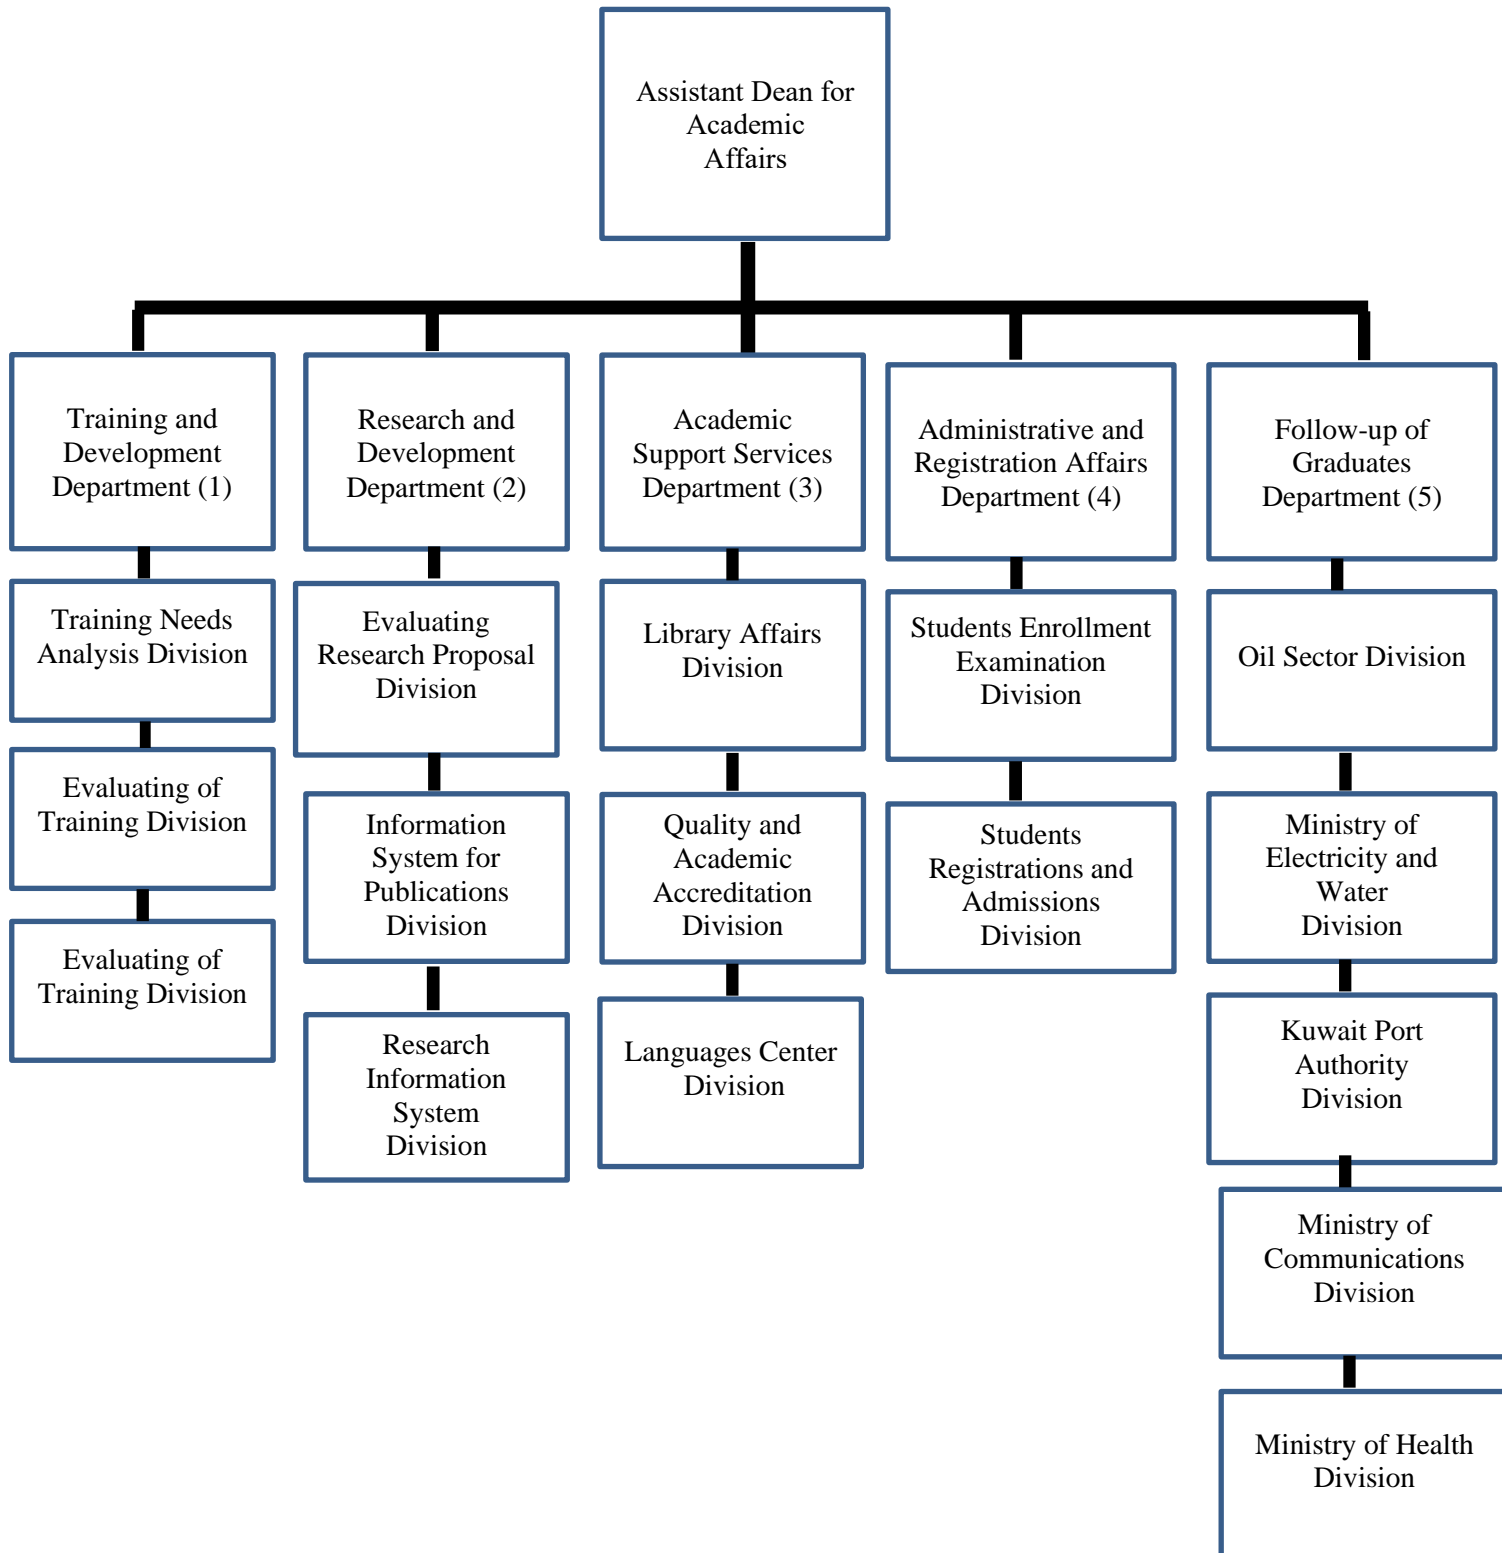 Assistant Dean for
Academic
Affairs
Training and
Development
Department (1)
Training Needs
Analysis Division
Evaluating of
Training Division
Evaluating of
Training Division
Research and
Development
Department (2)
Evaluating
Research Proposal
Division
Information
System for
Publications
Division
Research
Information
System
Division
Academic
Support Services
Department (3)
Library Affairs
Division
Quality and
Academic
Accreditation
Division
Languages Center
Division
Administrative and
Registration Affairs
Department (4)
Students Enrollment
Examination
Division
Students
Registrations and
Admissions
Division
Follow-up of
Graduates
Department (5)
Oil Sector Division
Ministry of
Electricity and
Water
Division
Kuwait Port
Authority
Division
Ministry of
Communications
Division
Ministry of Health
Division